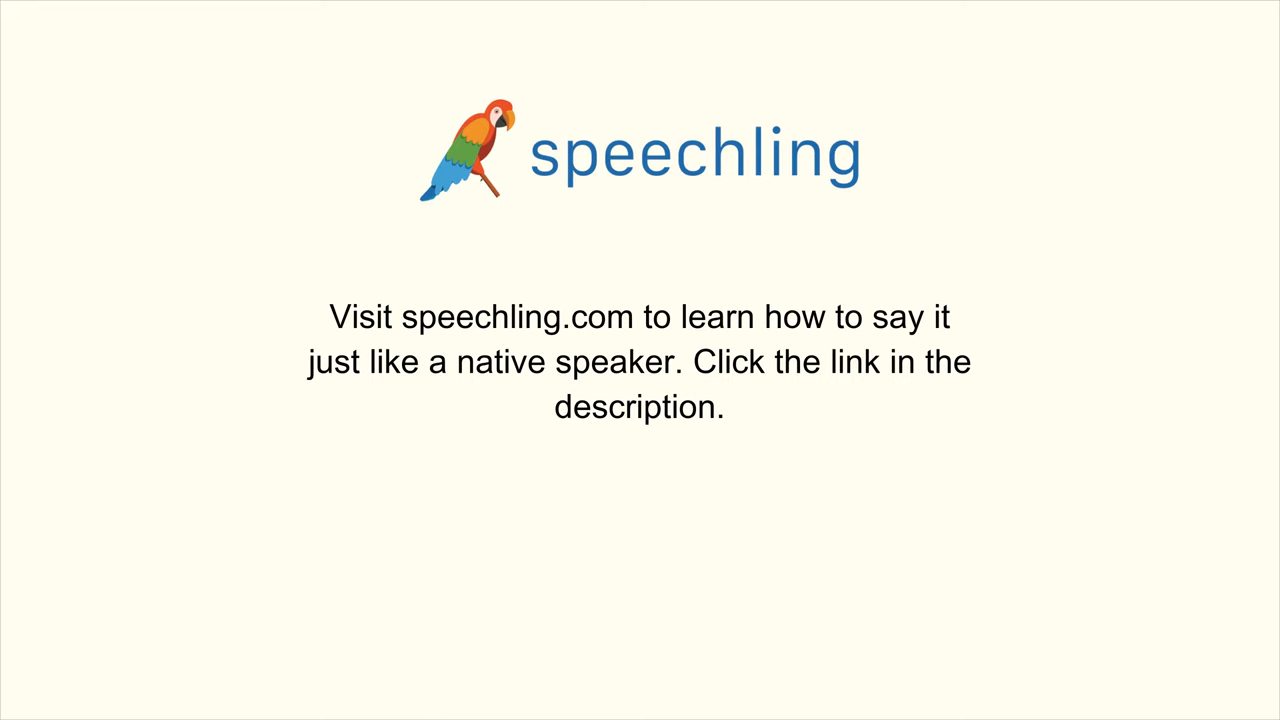 speechling
Visit speechling.com to learn how to say it
just like a native speaker. Click the link in the
description.